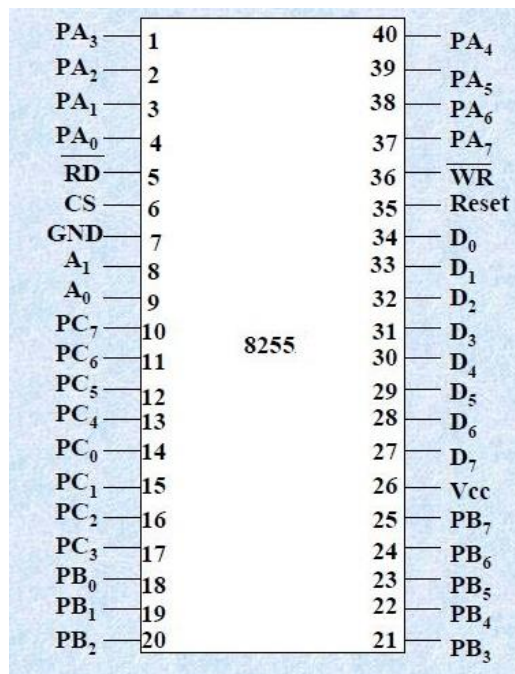 PA₃ 1 40 PA₄
PA₂ 2 39 PA₅
PA₁ 3 38 PA₆
PA₀ 4 37 PA₇
R̅D̅ 5 36 W̅R̅
CS 6 35 Reset
GND 7 34 D₀
A₁ 8 33 D₁
A₀ 9 32 D₂
PC₇ 10 31 D₃
PC₆ 11 30 D₄
PC₅ 12 29 D₅
PC₄ 13 28 D₆
PC₀ 14 27 D₇
PC₁ 15 26 Vcc
PC₂ 16 25 PB₇
PC₃ 17 24 PB₆
PB₀ 18 23 PB₅
PB₁ 19 22 PB₄
PB₂ 20 21 PB₃
8255